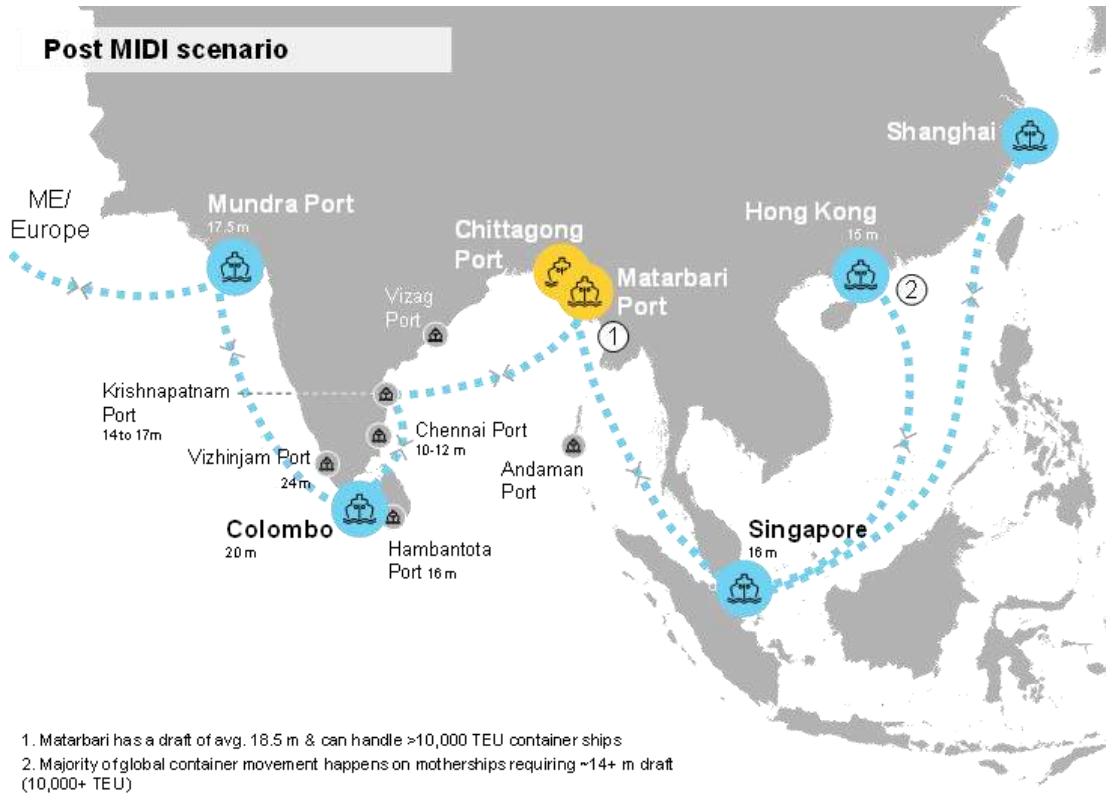 Post MIDI scenario
Shanghai
ME/
Europe
Mundra Port
17.5 m
Hong Kong
15 m
Chittagong
Port
Matarbari
Port
2
Vizag
Port
1
Krishnapatnam
Port
14 to 17m
Chennai Port
10-12 m
Vizhinjam Port
24m
Andaman
Port
Colombo
20 m
Singapore
16 m
Hambantota
Port 16 m
1. Matarbari has a draft of avg. 18.5 m & can handle >10,000 TEU container ships
2. Majority of global container movement happens on motherships requiring ~14+ m draft
(10,000+ TEU)